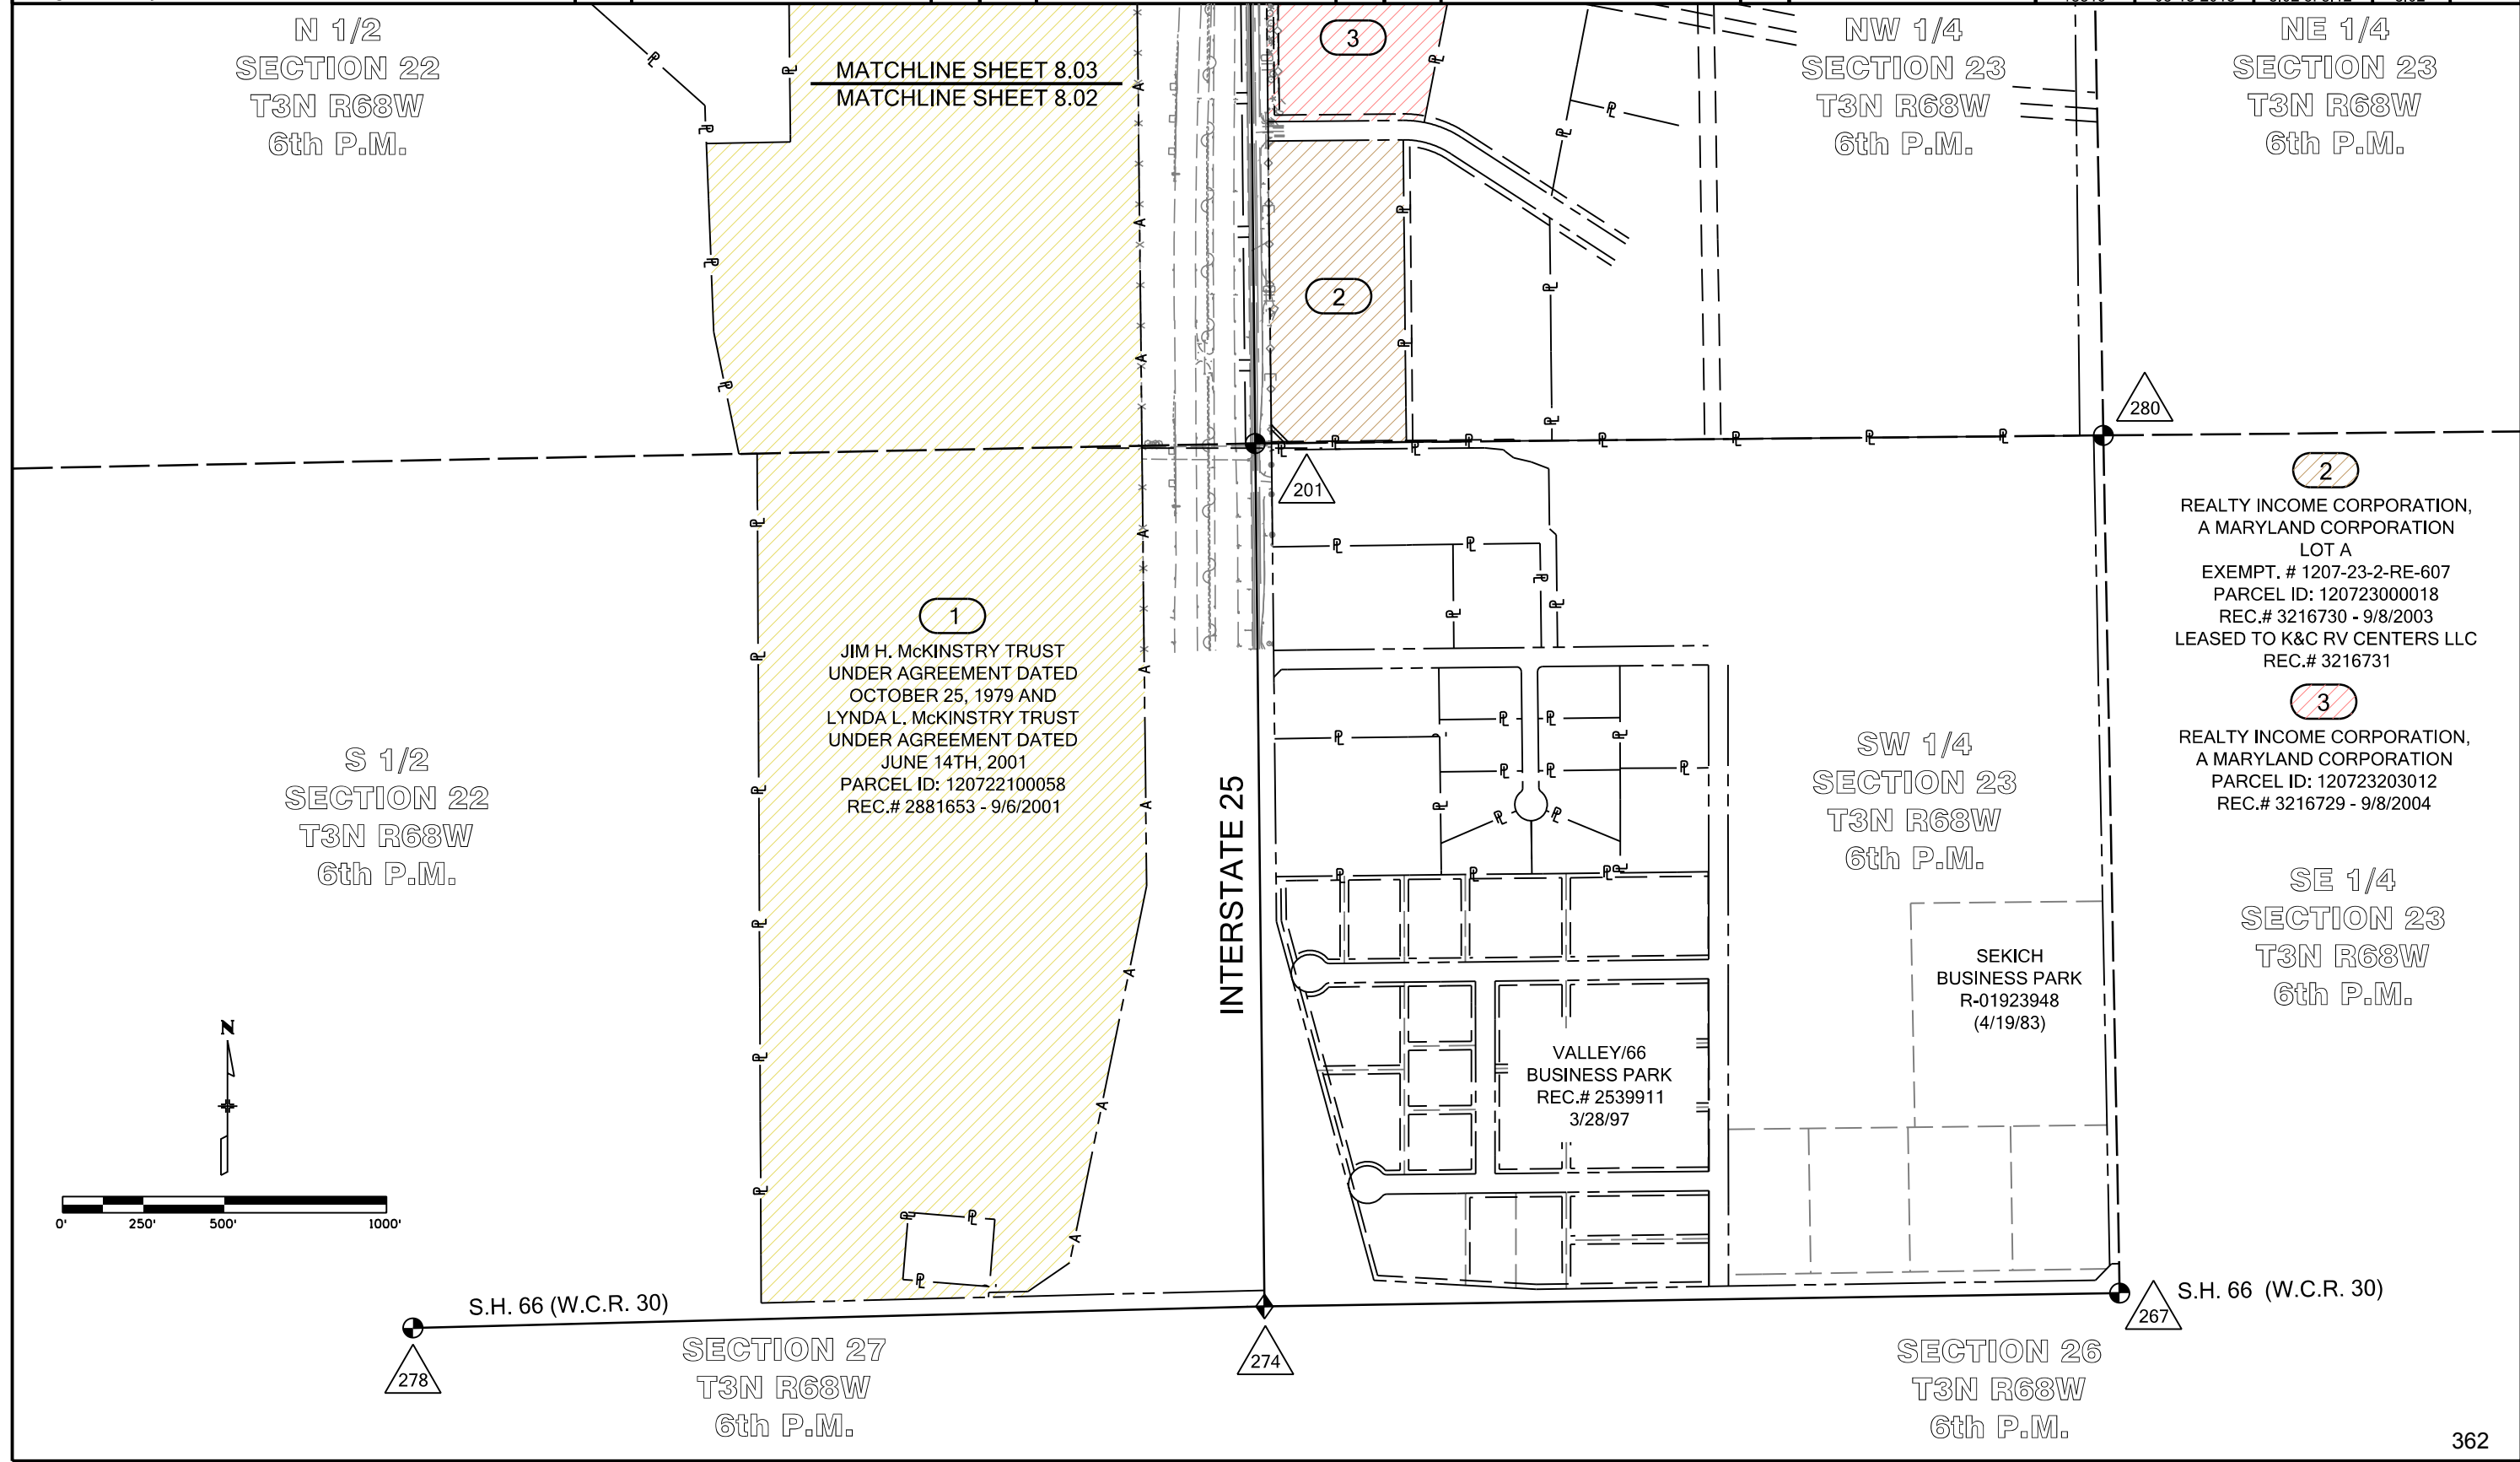 N 1/2
SECTION 22
T3N R68W
6th P.M.
MATCHLINE SHEET 8.03
MATCHLINE SHEET 8.02
3
NW 1/4
SECTION 23
T3N R68W
6th P.M.
NE 1/4
SECTION 23
T3N R68W
6th P.M.
2
280
201
2
REALTY INCOME CORPORATION,
A MARYLAND CORPORATION
LOT A
EXEMPT. # 1207-23-2-RE-607
PARCEL ID: 120723000018
REC.# 3216730 - 9/8/2003
LEASED TO K&C RV CENTERS LLC
REC.# 3216731
3
REALTY INCOME CORPORATION,
A MARYLAND CORPORATION
PARCEL ID: 120723203012
REC.# 3216729 - 9/8/2004
1
JIM H. McKINSTRY TRUST
UNDER AGREEMENT DATED
OCTOBER 25, 1979 AND
LYNDA L. McKINSTRY TRUST
UNDER AGREEMENT DATED
JUNE 14TH, 2001
PARCEL ID: 120722100058
REC.# 2881653 - 9/6/2001
S 1/2
SECTION 22
T3N R68W
6th P.M.
INTERSTATE 25
SW 1/4
SECTION 23
T3N R68W
6th P.M.
SE 1/4
SECTION 23
T3N R68W
6th P.M.
SEKICH
BUSINESS PARK
R-01923948
(4/19/83)
VALLEY/66
BUSINESS PARK
REC.# 2539911
3/28/97
N
0' 250' 500' 1000'
S.H. 66 (W.C.R. 30)
S.H. 66 (W.C.R. 30)
278
274
267
SECTION 27
T3N R68W
6th P.M.
SECTION 26
T3N R68W
6th P.M.
362